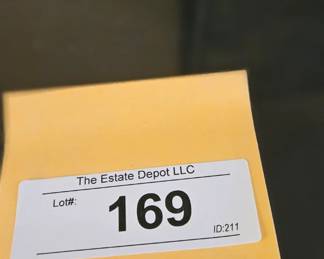 The Estate Depot LLC
Lot#:
169
ID:211